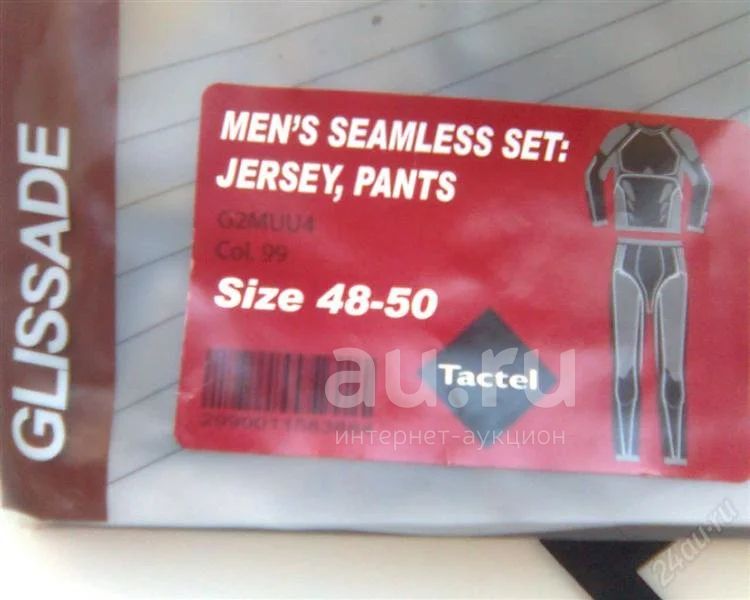 GLISSADE
MEN'S SEAMLESS SET:
JERSEY, PANTS
G2MUU4
Col. 99
Size 48-50
Tactel
au.ru
интернет-аукцион
24au.ru